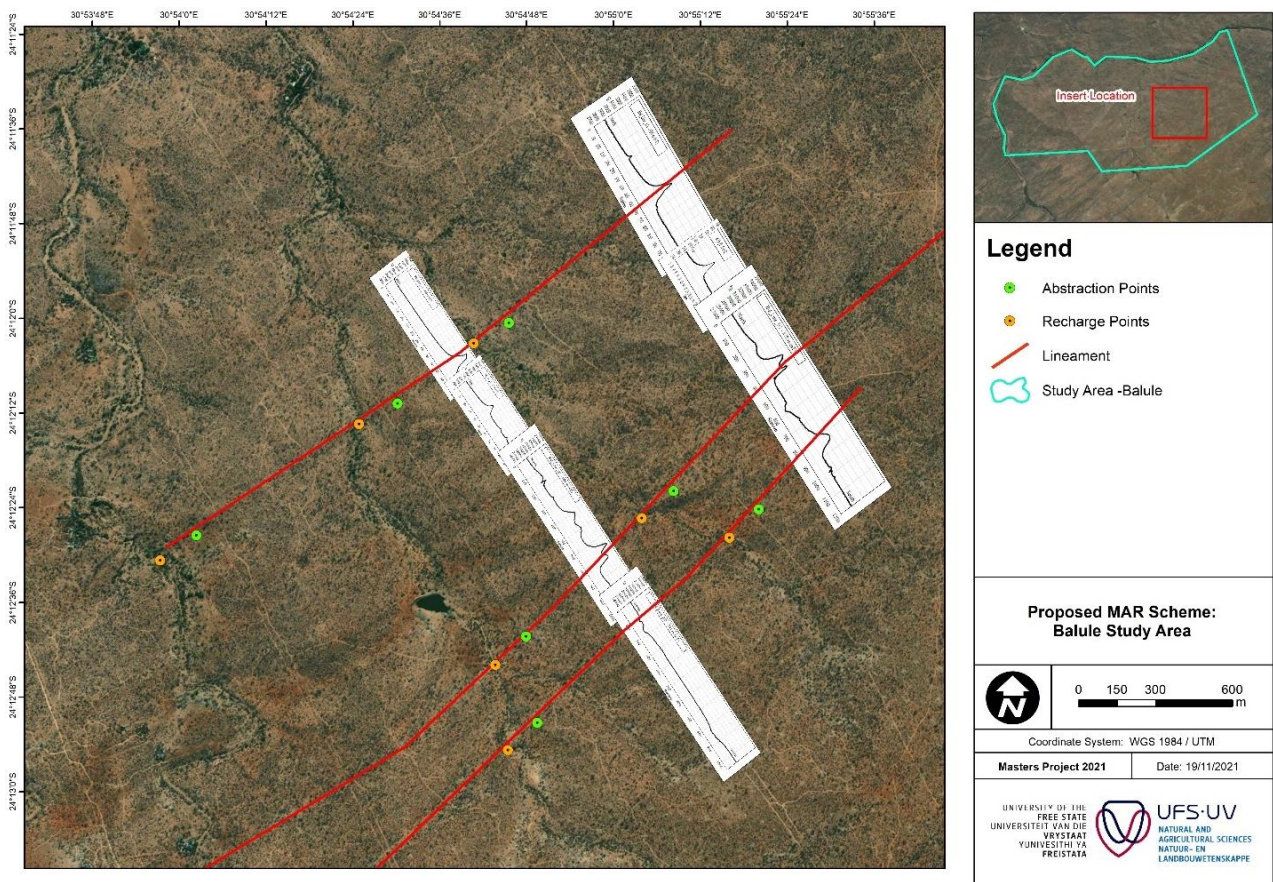 30°53'48"E
30°54'0"E
30°54'12"E
30°54'24"E
30°54'36"E
30°54'48"E
30°55'0"E
30°55'12"E
30°55'24"E
30°55'36"E
24°11'24"S
24°11'36"S
24°11'48"S
24°12'0"S
24°12'12"S
24°12'24"S
24°12'36"S
24°12'48"S
24°13'0"S
Insert Location
Legend
Abstraction Points
Recharge Points
Lineament
Study Area -Balule
Proposed MAR Scheme:
Balule Study Area
N
0 150 300 600
m
Coordinate System: WGS 1984 / UTM
Masters Project 2021
Date: 19/11/2021
UNIVERSITY OF THE
FREE STATE
UNIVERSITEIT VAN DIE
VRYSTAAT
YUNIVESITHI YA
FREISTATA
UFS·UV
NATURAL AND
AGRICULTURAL SCIENCES
NATUUR- EN
LANDBOUWETENSKAPPE